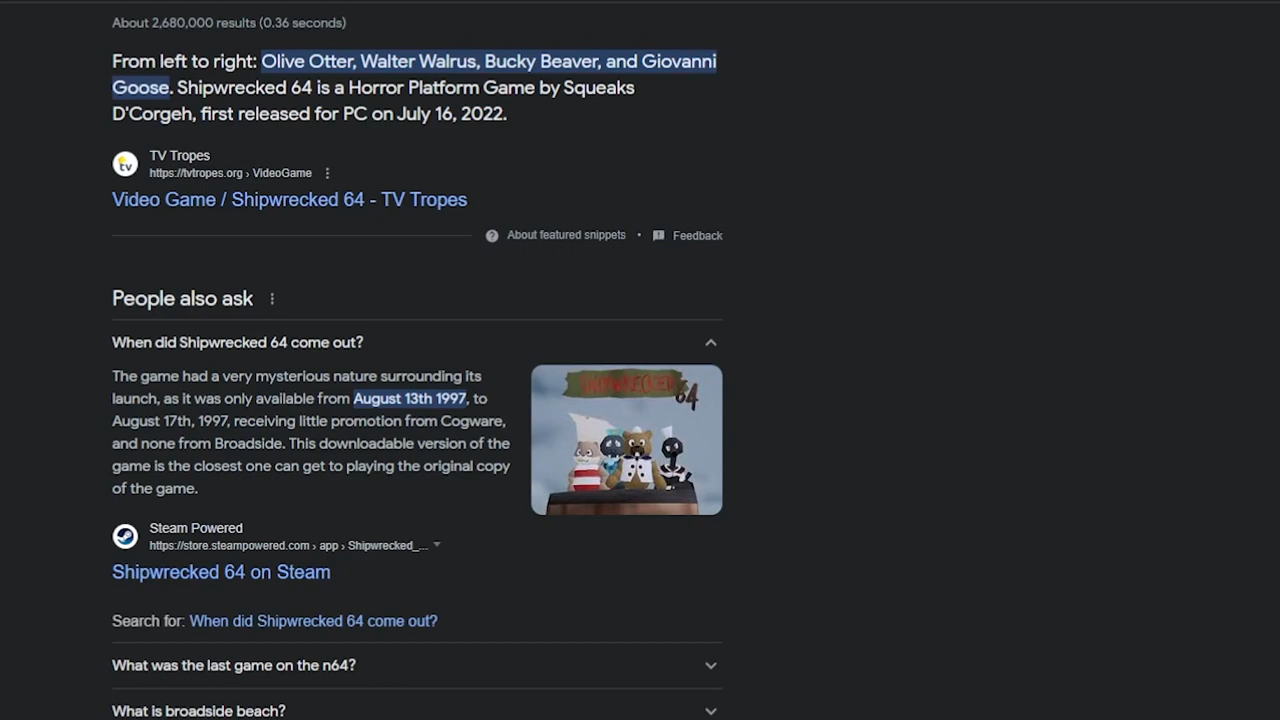 About 2,680,000 results (0.36 seconds)
From left to right: Olive Otter, Walter Walrus, Bucky Beaver, and Giovanni
Goose. Shipwrecked 64 is a Horror Platform Game by Squeaks
D'Corgeh, first released for PC on July 16, 2022.
tv
TV Tropes
https://tvtropes.org › VideoGame
Video Game / Shipwrecked 64 - TV Tropes
About featured snippets • Feedback
People also ask
When did Shipwrecked 64 come out?
The game had a very mysterious nature surrounding its
launch, as it was only available from August 13th 1997, to
August 17th, 1997, receiving little promotion from Cogware,
and none from Broadside. This downloadable version of the
game is the closest one can get to playing the original copy
of the game.
SHIPWRECKED
64
Steam Powered
https://store.steampowered.com › app › Shipwrecked_...
Shipwrecked 64 on Steam
Search for: When did Shipwrecked 64 come out?
What was the last game on the n64?
What is broadside beach?